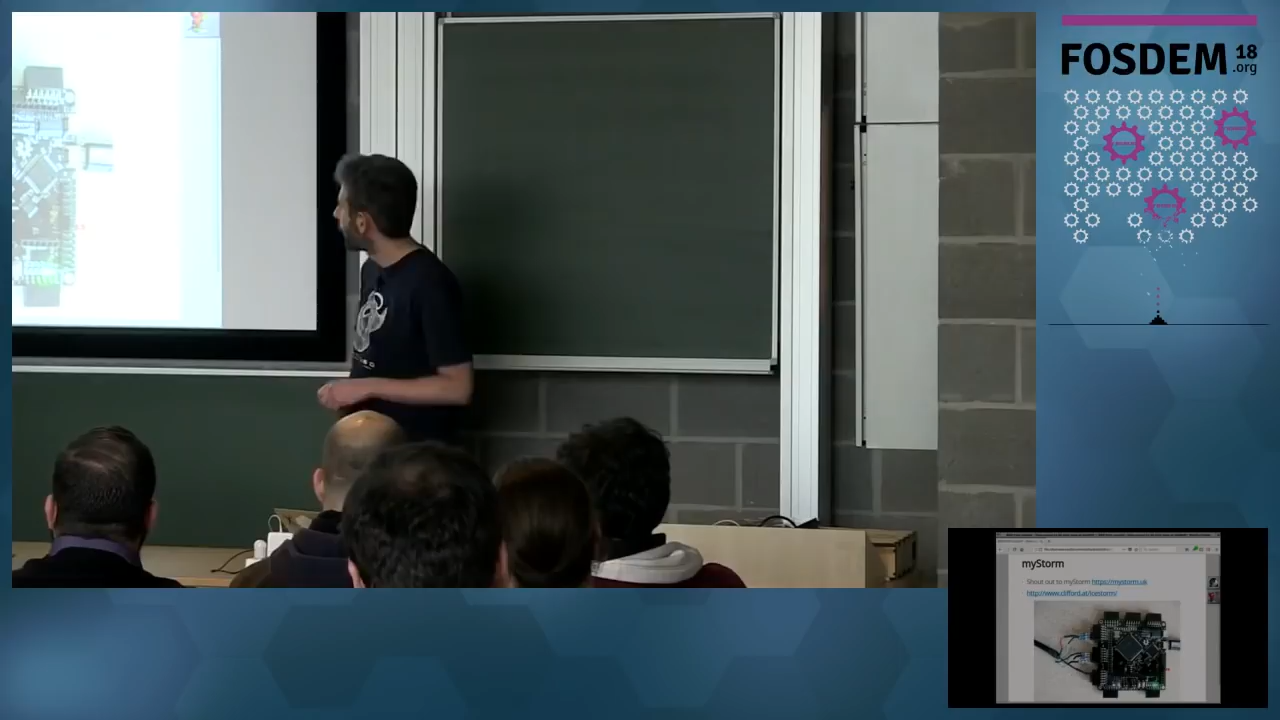 FOSDEM 18
.org
myStorm
Shout out to myStorm https://mystorm.uk
http://www.clifford.at/icestorm/